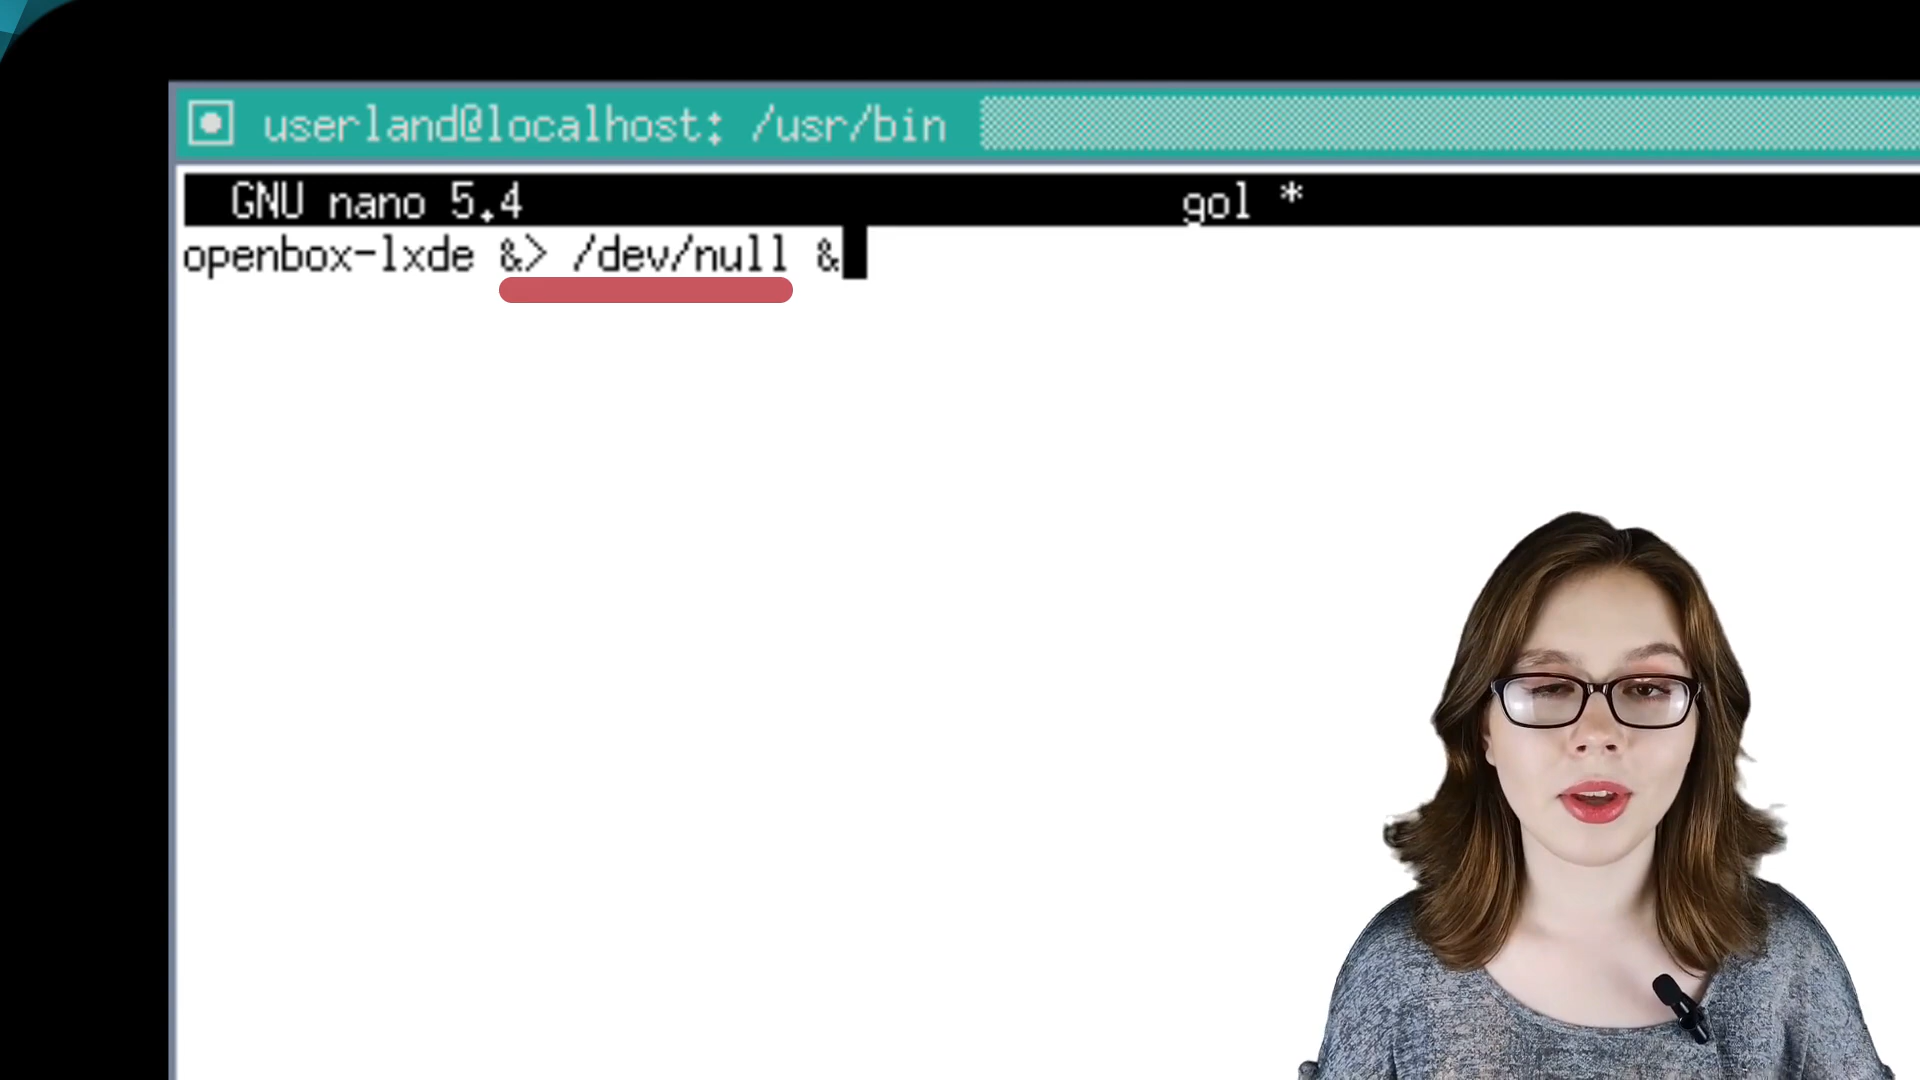 userland@localhost: /usr/bin
GNU nano 5.4 gol *
openbox-lxde &> /dev/null &